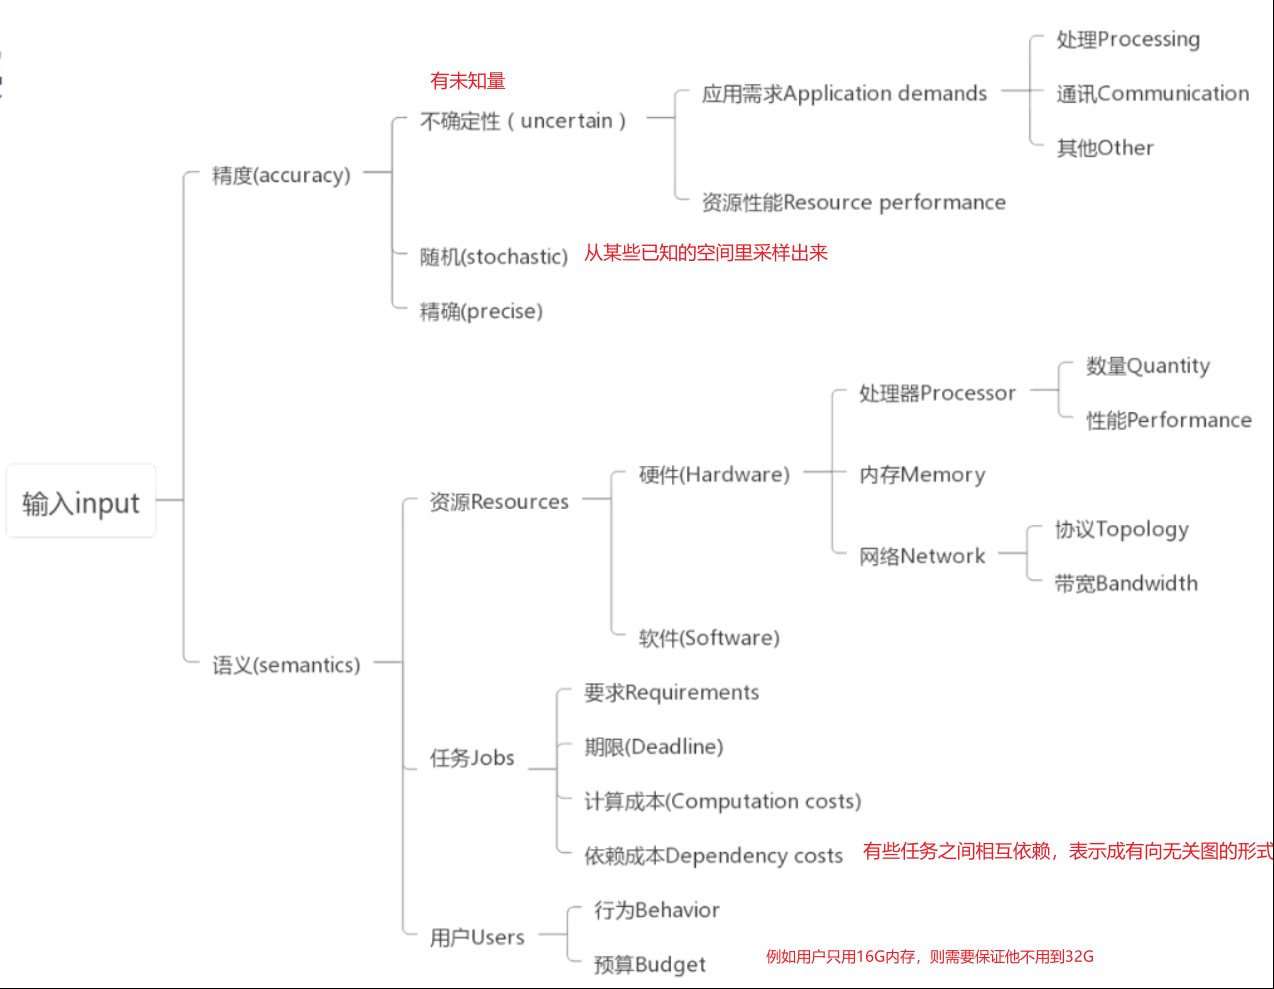 处理Processing
有未知量
应用需求Application demands
通讯Communication
不确定性（uncertain）
其他Other
精度(accuracy)
资源性能Resource performance
随机(stochastic)
从某些已知的空间里采样出来
精确(precise)
数量Quantity
处理器Processor
性能Performance
硬件(Hardware)
内存Memory
输入input
资源Resources
协议Topology
网络Network
带宽Bandwidth
软件(Software)
语义(semantics)
要求Requirements
期限(Deadline)
任务Jobs
计算成本(Computation costs)
依赖成本Dependency costs
有些任务之间相互依赖，表示成有向无关图的形式
行为Behavior
用户Users
预算Budget
例如用户只用16G内存，则需要保证他不用到32G